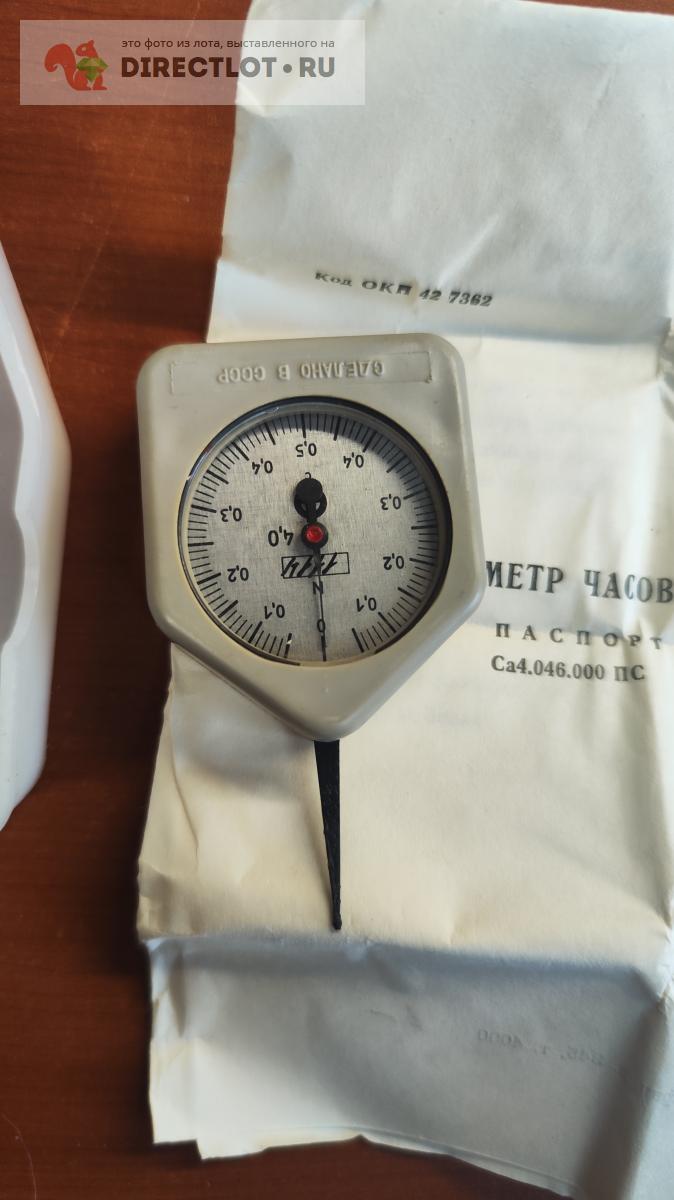 это фото из лота, выставленного на
DIRECTLOT.RU
Код ОКП 42 7362
СДЕЛАНО В СССР
0,5
0,4
0,4
0,3
0,3
4,0
0,2
0,2
N
0,1
0,1
0
МЕТР ЧАСОВ
ПАСПОРТ
Са4.046.000 ПС